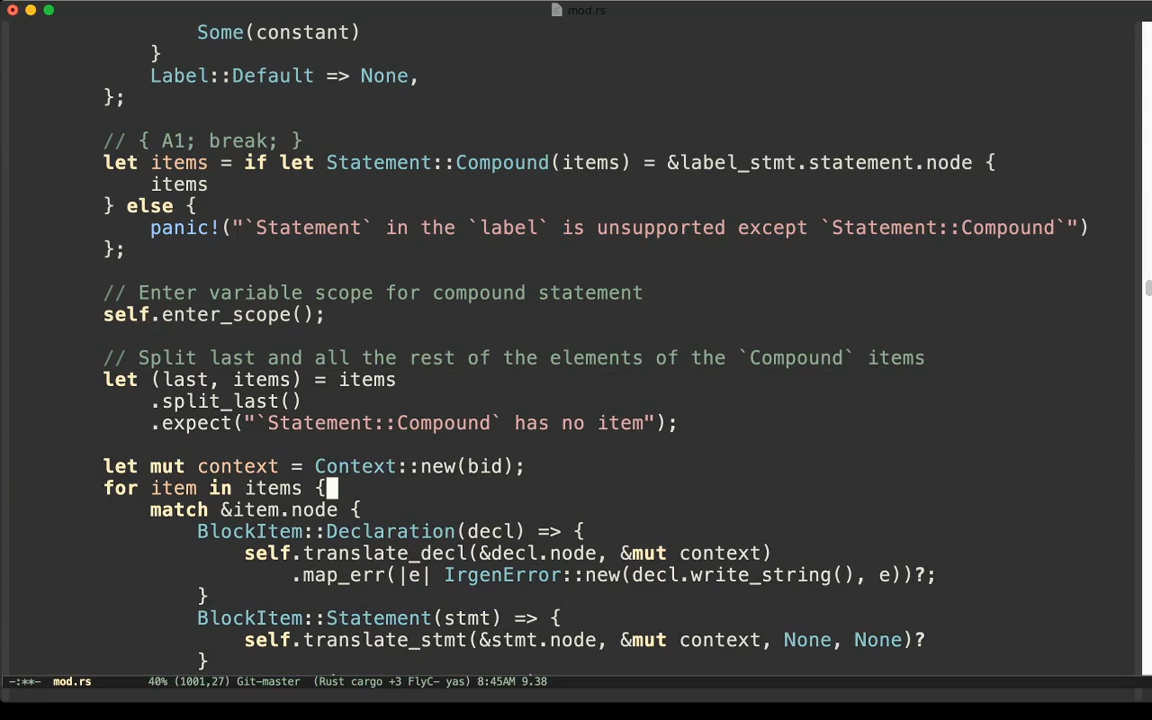 mod.rs
            Some(constant)
        }
        Label::Default => None,
    };

    // { A1; break; }
    let items = if let Statement::Compound(items) = &label_stmt.statement.node {
        items
    } else {
        panic!("`Statement` in the `label` is unsupported except `Statement::Compound`")
    };

    // Enter variable scope for compound statement
    self.enter_scope();

    // Split last and all the rest of the elements of the `Compound` items
    let (last, items) = items
        .split_last()
        .expect("`Statement::Compound` has no item");

    let mut context = Context::new(bid);
    for item in items {
        match &item.node {
            BlockItem::Declaration(decl) => {
                self.translate_decl(&decl.node, &mut context)
                    .map_err(|e| IrgenError::new(decl.write_string(), e))?;
            }
            BlockItem::Statement(stmt) => {
                self.translate_stmt(&stmt.node, &mut context, None, None)?
            }
-:**-  mod.rs  40% (1001,27) Git-master  (Rust cargo +3 FlyC- yas) 8:45AM 9.38